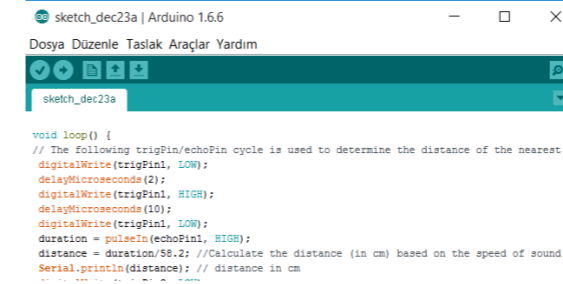 sketch_dec23a | Arduino 1.6.6
Dosya Düzenle Taslak Araçlar Yardım
sketch_dec23a
void loop() {
// The following trigPin/echoPin cycle is used to determine the distance of the nearest
digitalWrite(trigPin1, LOW);
delayMicroseconds(2);
digitalWrite(trigPin1, HIGH);
delayMicroseconds(10);
digitalWrite(trigPin1, LOW);
duration = pulseIn(echoPin1, HIGH);
distance = duration/58.2; //Calculate the distance (in cm) based on the speed of sound
Serial.println(distance); // distance in cm